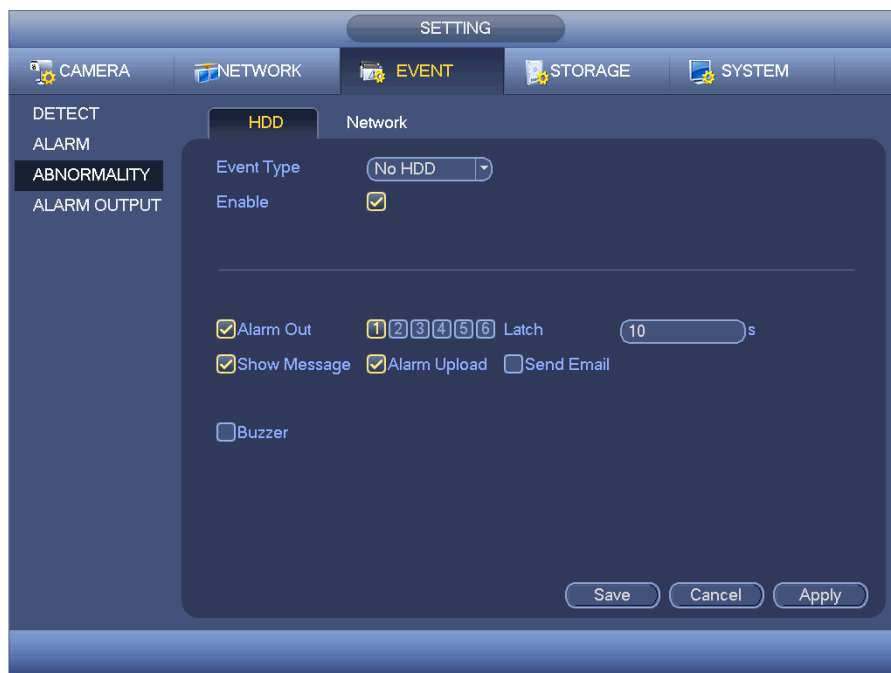 SETTING
CAMERA NETWORK EVENT STORAGE SYSTEM
DETECT
ALARM
ABNORMALITY
ALARM OUTPUT
HDD Network
Event Type No HDD
Enable
Alarm Out 1 2 3 4 5 6 Latch 10 s
Show Message Alarm Upload Send Email
Buzzer
Save Cancel Apply